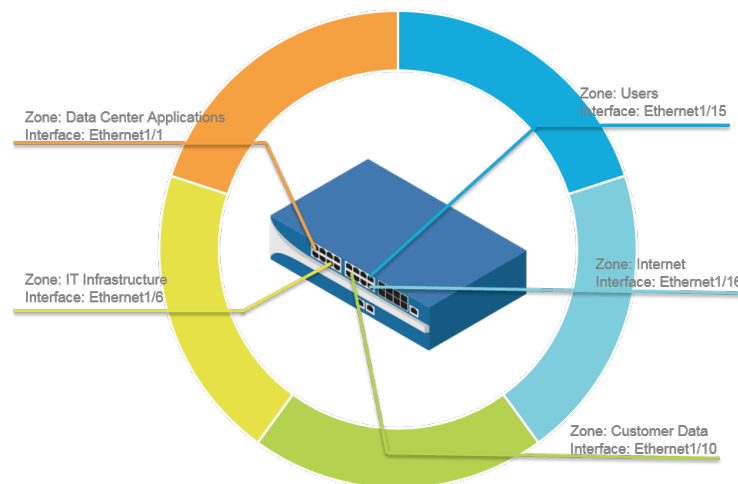 Zone: Users
Interface: Ethernet1/15
Zone: Data Center Applications
Interface: Ethernet1/1
Zone: Internet
Interface: Ethernet1/16
Zone: IT Infrastructure
Interface: Ethernet1/6
Zone: Customer Data
Interface: Ethernet1/10